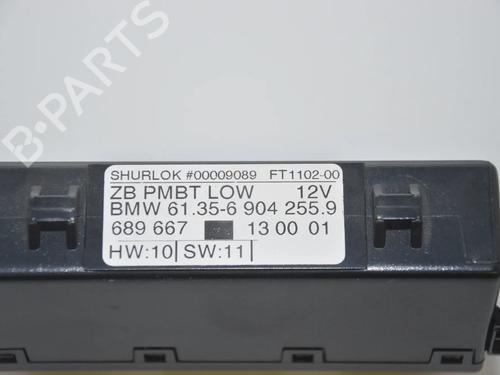 B-PARTS
SHURLOK #00009089 FT1102-00
ZB PMBT LOW 12V
BMW 61.35-6 904 255.9
689 667 13 00 01
HW:10 SW:11